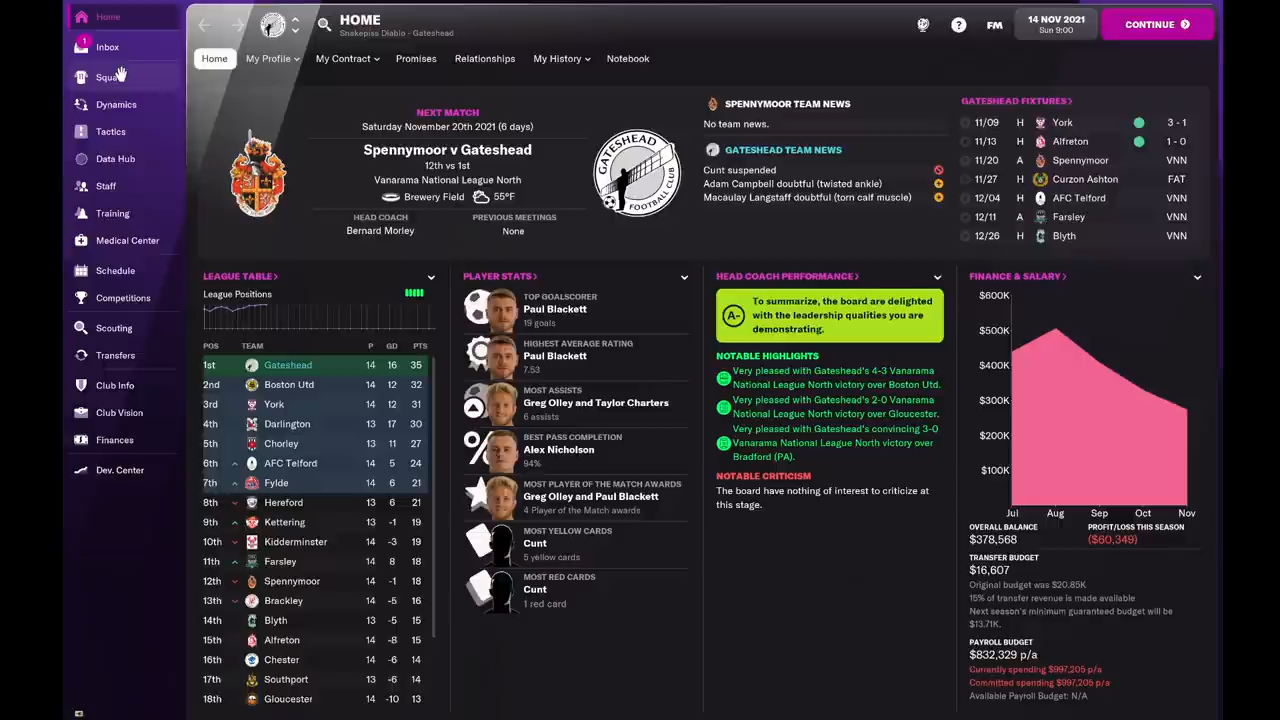 Home
Inbox
1
Squ
Dynamics
Tactics
Data Hub
Staff
Training
Medical Center
Schedule
Competitions
Scouting
Transfers
Club Info
Club Vision
Finances
Dev. Center
HOME
Snakepiss Diablo - Gateshead
?
FM
14 NOV 2021
Sun 9:00
CONTINUE
Home
My Profile
My Contract
Promises
Relationships
My History
Notebook
NEXT MATCH
Saturday November 20th 2021 (6 days)
Spennymoor v Gateshead
12th vs 1st
Vanarama National League North
Brewery Field 55°F
HEAD COACH
Bernard Morley
PREVIOUS MEETINGS
None
GATESHEAD
FOOTBALL CLUB
SPENNYMOOR TEAM NEWS
No team news.
GATESHEAD TEAM NEWS
Cunt suspended
Adam Campbell doubtful (twisted ankle)
Macaulay Langstaff doubtful (torn calf muscle)
GATESHEAD FIXTURES>
11/09 H York 3 - 1
11/13 H Alfreton 1 - 0
11/20 A Spennymoor VNN
11/27 H Curzon Ashton FAT
12/04 H AFC Telford VNN
12/11 A Farsley VNN
12/26 H Blyth VNN
LEAGUE TABLE>
League Positions
POS TEAM P GD PTS
1st Gateshead 14 16 35
2nd Boston Utd 14 12 32
3rd York 14 12 31
4th Darlington 13 17 30
5th Chorley 13 11 27
6th AFC Telford 14 5 24
7th Fylde 14 6 21
8th Hereford 13 6 21
9th Kettering 13 -1 19
10th Kidderminster 14 -3 19
11th Farsley 14 8 18
12th Spennymoor 14 -1 18
13th Brackley 14 -5 16
14th Blyth 14 -5 15
15th Alfreton 14 -8 15
16th Chester 14 -6 14
17th Southport 13 -6 14
18th Gloucester 14 -10 13
PLAYER STATS>
TOP GOALSCORER
Paul Blackett
19 goals
HIGHEST AVERAGE RATING
Paul Blackett
7.53
MOST ASSISTS
Greg Olley and Taylor Charters
6 assists
BEST PASS COMPLETION
Alex Nicholson
94%
MOST PLAYER OF THE MATCH AWARDS
Greg Olley and Paul Blackett
4 Player of the Match awards
MOST YELLOW CARDS
Cunt
5 yellow cards
MOST RED CARDS
Cunt
1 red card
HEAD COACH PERFORMANCE>
A-
To summarize, the board are delighted
with the leadership qualities you are
demonstrating.
NOTABLE HIGHLIGHTS
Very pleased with Gateshead's 4-3 Vanarama
National League North victory over Boston Utd.
Very pleased with Gateshead's 2-0 Vanarama
National League North victory over Gloucester.
Very pleased with Gateshead's convincing 3-0
Vanarama National League North victory over
Bradford (PA).
NOTABLE CRITICISM
The board have nothing of interest to criticize at
this stage.
FINANCE & SALARY>
$600K
$500K
$400K
$300K
$200K
$100K
Jul Aug Sep Oct Nov
OVERALL BALANCE
$378,568
PROFIT/LOSS THIS SEASON
($60,349)
TRANSFER BUDGET
$16,607
Original budget was $20.85K
15% of transfer revenue is made available
Next season's minimum guaranteed budget will be
$13.71K.
PAYROLL BUDGET
$832,329 p/a
Currently spending $997,205 p/a
Committed spending $997,205 p/a
Available Payroll Budget: N/A